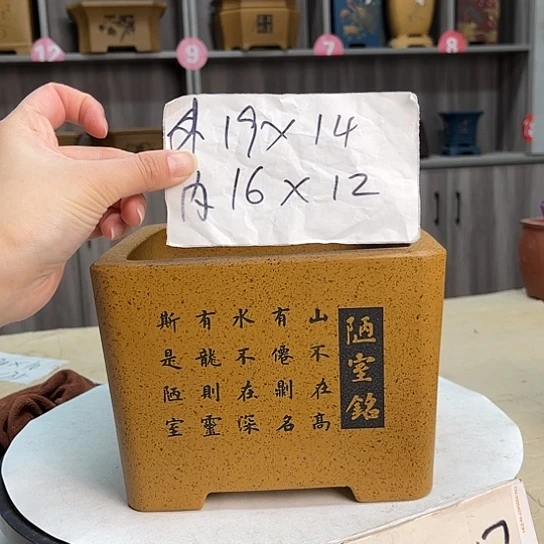 外 19×14
内 16×12
陋室銘
山不在高
有僊則名
水不在深
有龍則靈
斯是陋室
12
9
7
8